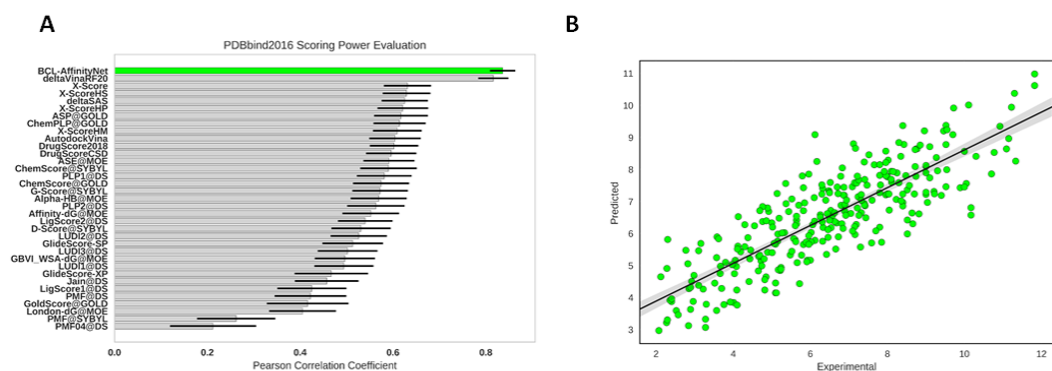 A
B
PDBbind2016 Scoring Power Evaluation
BCL-AffinityNet
deltaVinaRF20
X-Score
X-ScoreHS
deltaSAS
X-ScoreHP
ASP@GOLD
ChemPLP@GOLD
X-ScoreHM
AutodockVina
DrugScore2018
DrugScoreCSD
ASE@MOE
ChemScore@SYBYL
PLP1@DS
ChemScore@GOLD
G-Score@SYBYL
Alpha-HB@MOE
PLP2@DS
Affinity-dG@MOE
LigScore2@DS
D-Score@SYBYL
LUDI2@DS
GlideScore-SP
LUDI3@DS
GBVI_WSA-dG@MOE
LUDI1@DS
GlideScore-XP
Jain@DS
LigScore1@DS
PMF@DS
GoldScore@GOLD
London-dG@MOE
PMF@SYBYL
PMF04@DS
0.0 0.2 0.4 0.6 0.8
Pearson Correlation Coefficient
Predicted
11
10
9
8
7
6
5
4
3
2 4 6 8 10 12
Experimental